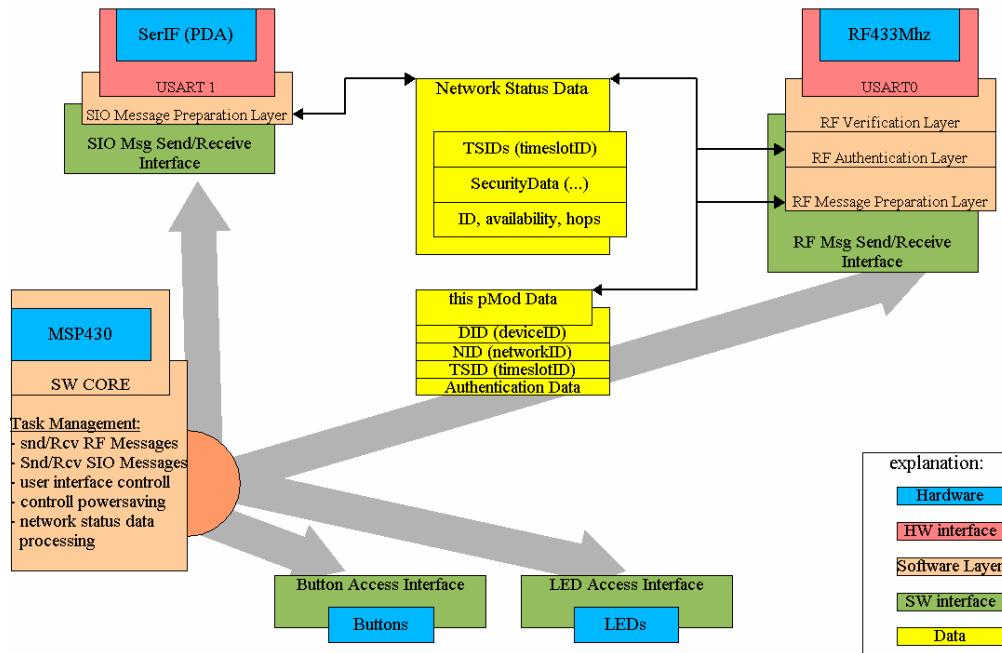 SerIF (PDA)
USART 1
SIO Message Preparation Layer
SIO Msg Send/Receive
Interface
Network Status Data
TSIDs (timeslotID)
SecurityData (...)
ID, availability, hops
RF433Mhz
USART0
RF Verification Layer
RF Authentication Layer
RF Message Preparation Layer
RF Msg Send/Receive
Interface
this pMod Data
DID (deviceID)
NID (networkID)
TSID (timeslotID)
Authentication Data
MSP430
SW CORE
Task Management:
- snd/Rcv RF Messages
- Snd/Rcv SIO Messages
- user interface controll
- controll powersaving
- network status data
processing
Button Access Interface
Buttons
LED Access Interface
LEDs
explanation:
Hardware
HW interface
Software Layer
SW interface
Data